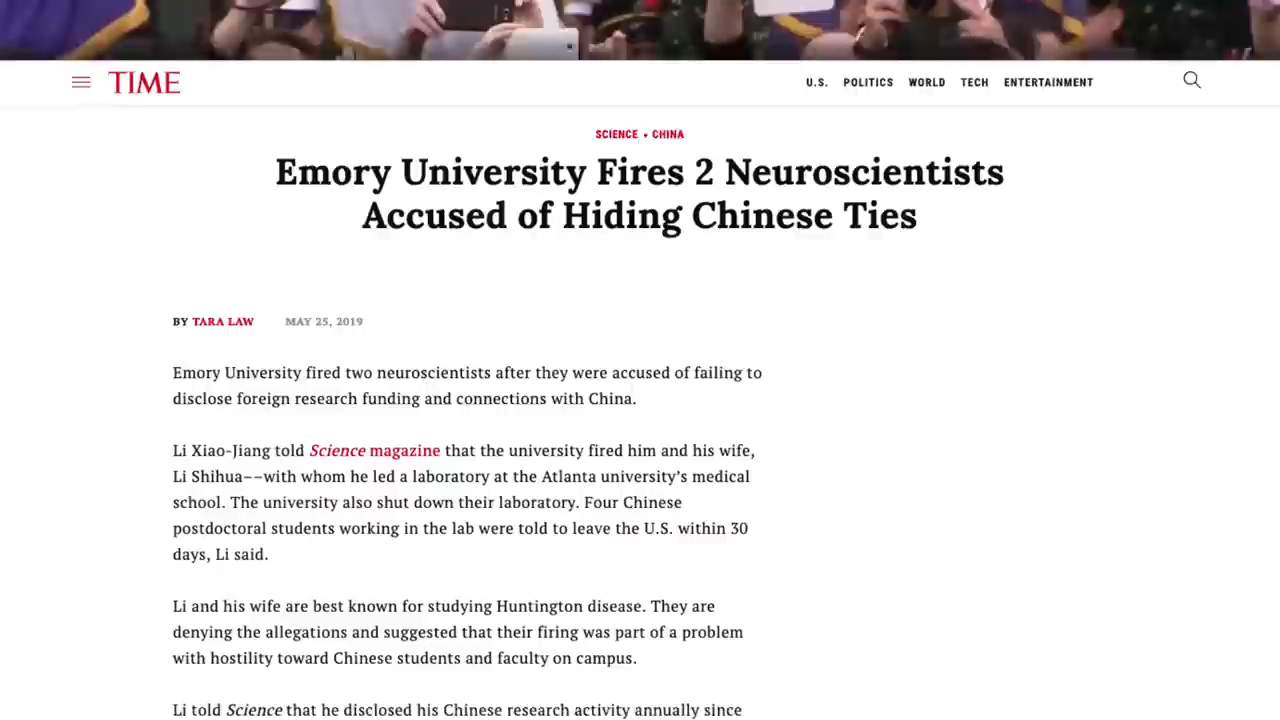 TIME
U.S. POLITICS WORLD TECH ENTERTAINMENT
SCIENCE • CHINA
Emory University Fires 2 Neuroscientists
Accused of Hiding Chinese Ties
BY TARA LAW MAY 25, 2019
Emory University fired two neuroscientists after they were accused of failing to
disclose foreign research funding and connections with China.
Li Xiao-Jiang told Science magazine that the university fired him and his wife,
Li Shihua––with whom he led a laboratory at the Atlanta university’s medical
school. The university also shut down their laboratory. Four Chinese
postdoctoral students working in the lab were told to leave the U.S. within 30
days, Li said.
Li and his wife are best known for studying Huntington disease. They are
denying the allegations and suggested that their firing was part of a problem
with hostility toward Chinese students and faculty on campus.
Li told Science that he disclosed his Chinese research activity annually since